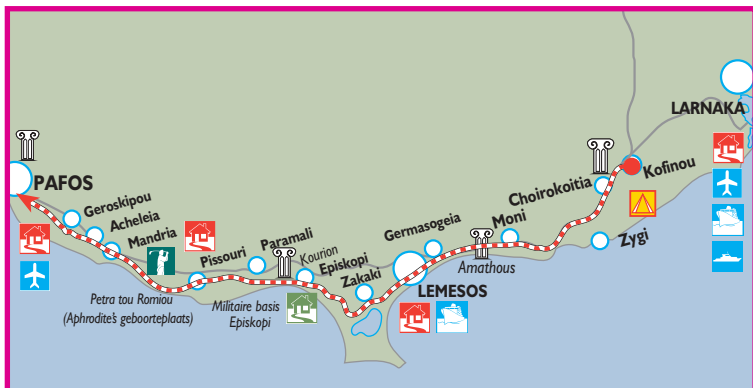 LARNAKA
Kofinou
Choirokoitia
Zygi
Moni
Amathous
Germasogeia
LEMESOS
Zakaki
Episkopi
Kourion
Militaire basis
Episkopi
Paramali
Pissouri
Petra tou Romiou
(Aphrodite's geboorteplaats)
Mandria
Acheleia
Geroskipou
PAFOS